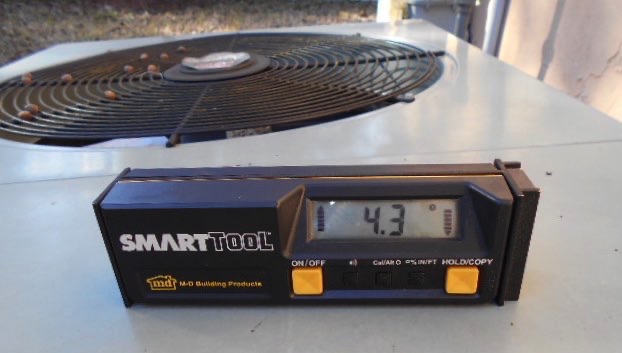 4.3°
SMARTTOOL
ON/OFF
Cal/Alt 0
°% IN/FT
HOLD/COPY
md
M-D Building Products